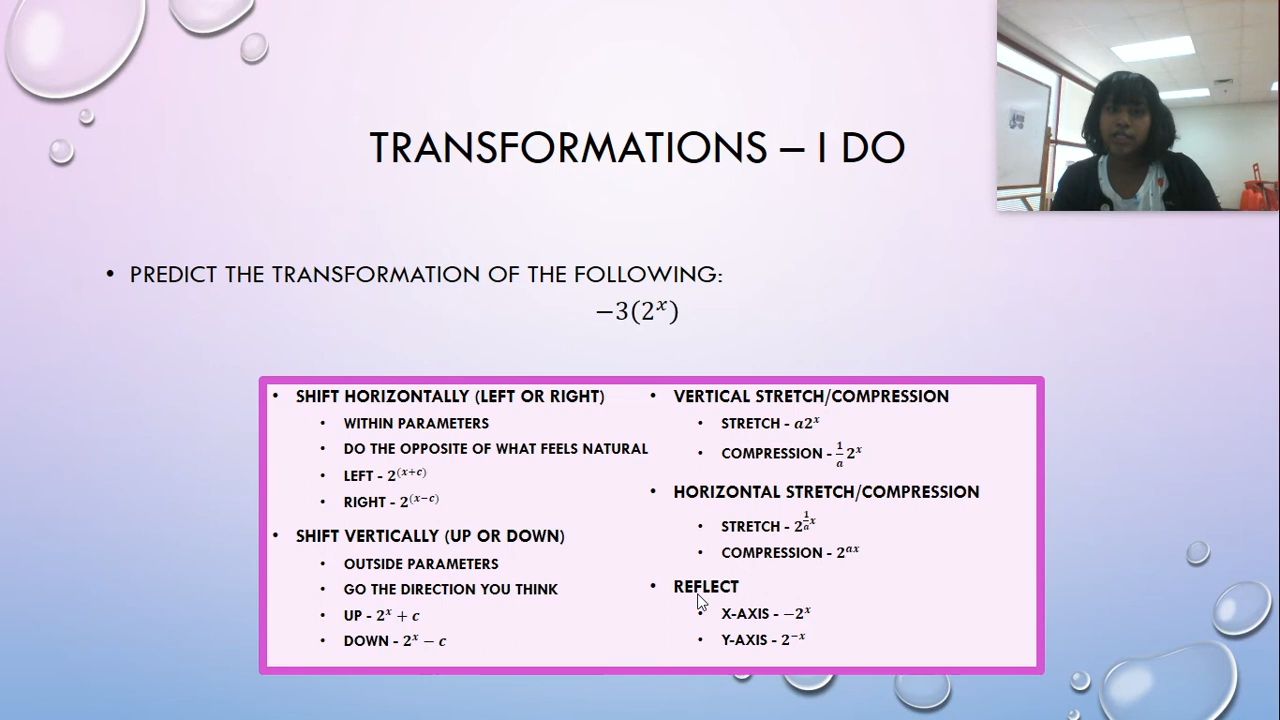 TRANSFORMATIONS – I DO
• PREDICT THE TRANSFORMATION OF THE FOLLOWING:
−3(2^x)
• SHIFT HORIZONTALLY (LEFT OR RIGHT)
• WITHIN PARAMETERS
• DO THE OPPOSITE OF WHAT FEELS NATURAL
• LEFT - 2^(x+c)
• RIGHT - 2^(x−c)
• SHIFT VERTICALLY (UP OR DOWN)
• OUTSIDE PARAMETERS
• GO THE DIRECTION YOU THINK
• UP - 2^x + c
• DOWN - 2^x − c
• VERTICAL STRETCH/COMPRESSION
• STRETCH - a2^x
• COMPRESSION - 1/a 2^x
• HORIZONTAL STRETCH/COMPRESSION
• STRETCH - 2^(1/a x)
• COMPRESSION - 2^ax
• REFLECT
• X-AXIS - −2^x
• Y-AXIS - 2^−x